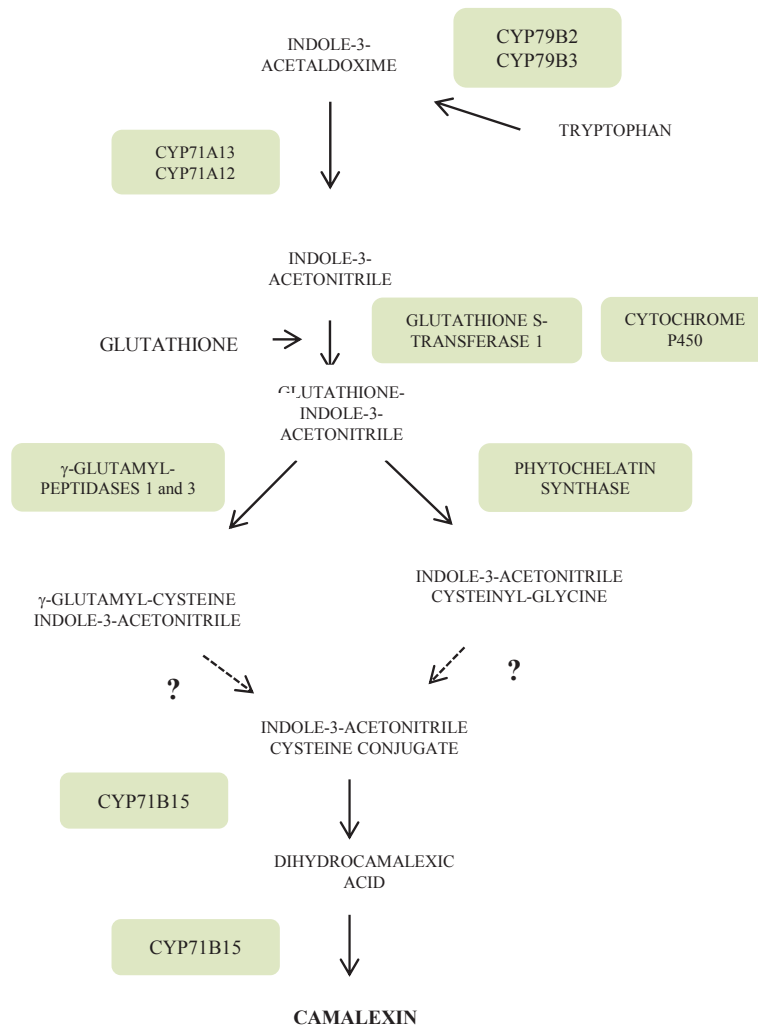 INDOLE-3-
ACETALDOXIME
CYP79B2
CYP79B3
TRYPTOPHAN
CYP71A13
CYP71A12
INDOLE-3-
ACETONITRILE
GLUTATHIONE
GLUTATHIONE S-
TRANSFERASE 1
CYTOCHROME
P450
GLUTATHIONE-
INDOLE-3-
ACETONITRILE
γ-GLUTAMYL-
PEPTIDASES 1 and 3
PHYTOCHELATIN
SYNTHASE
γ-GLUTAMYL-CYSTEINE
INDOLE-3-ACETONITRILE
INDOLE-3-ACETONITRILE
CYSTEINYL-GLYCINE
?
?
INDOLE-3-ACETONITRILE
CYSTEINE CONJUGATE
CYP71B15
DIHYDROCAMALEXIC
ACID
CYP71B15
CAMALEXIN